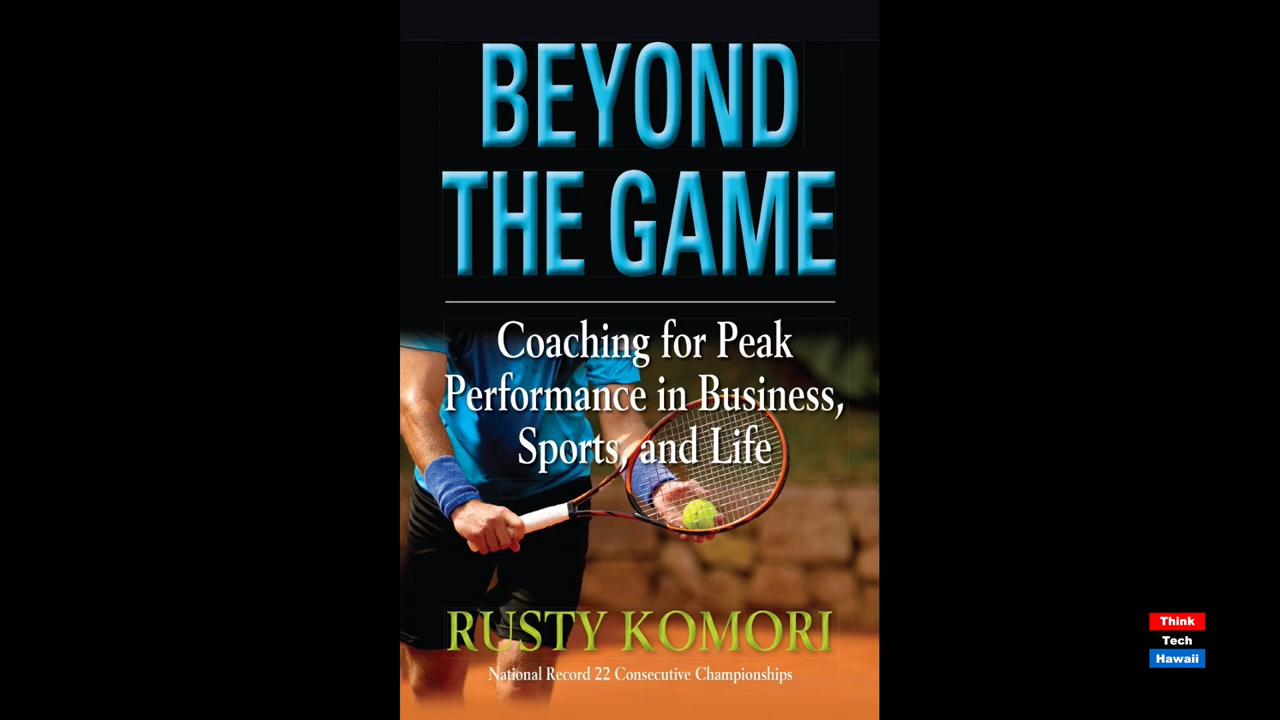 BEYOND
THE GAME
Coaching for Peak
Performance in Business,
Sports, and Life
RUSTY KOMORI
National Record 22 Consecutive Championships
Think
Tech
Hawaii